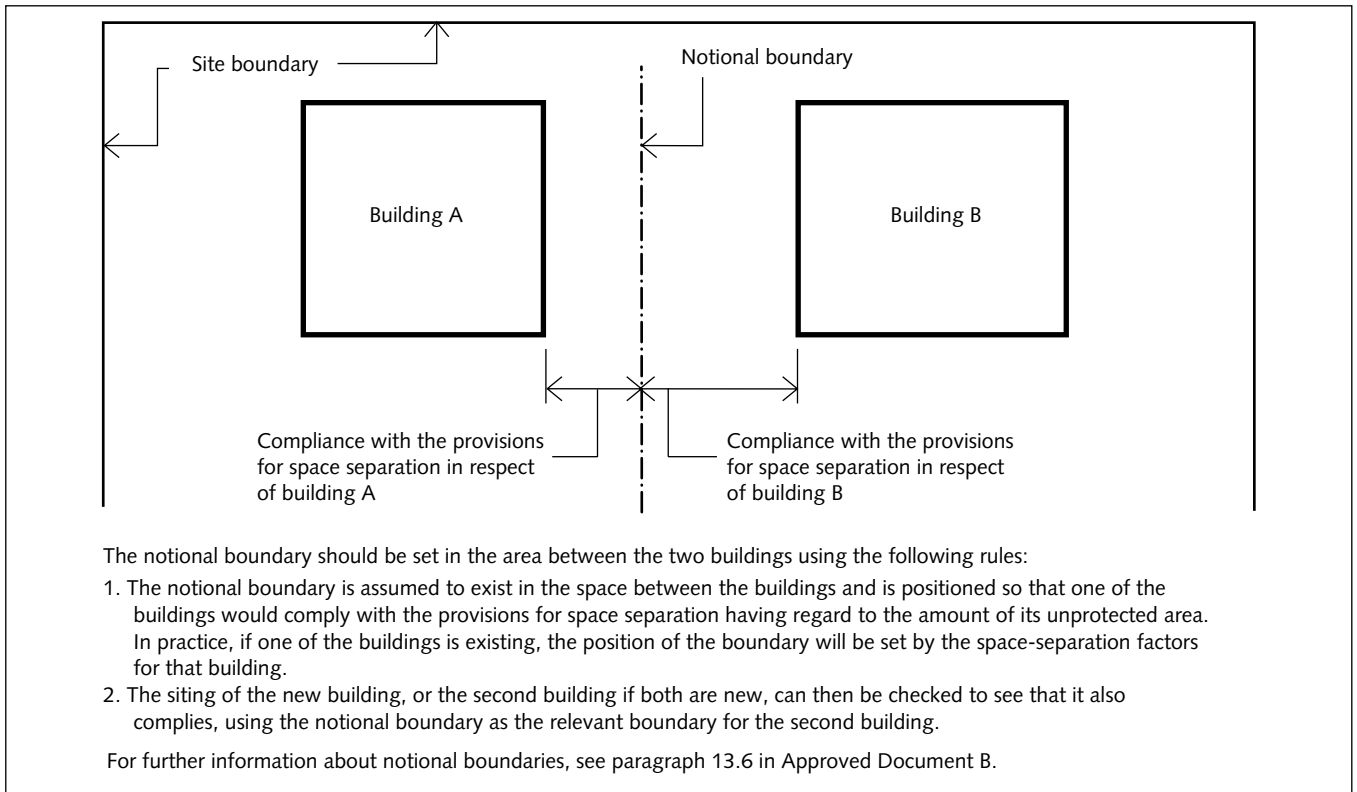 Site boundary
Notional boundary
Building A
Building B
Compliance with the provisions
for space separation in respect
of building A
Compliance with the provisions
for space separation in respect
of building B
The notional boundary should be set in the area between the two buildings using the following rules:
1. The notional boundary is assumed to exist in the space between the buildings and is positioned so that one of the
buildings would comply with the provisions for space separation having regard to the amount of its unprotected area.
In practice, if one of the buildings is existing, the position of the boundary will be set by the space-separation factors
for that building.
2. The siting of the new building, or the second building if both are new, can then be checked to see that it also
complies, using the notional boundary as the relevant boundary for the second building.
For further information about notional boundaries, see paragraph 13.6 in Approved Document B.